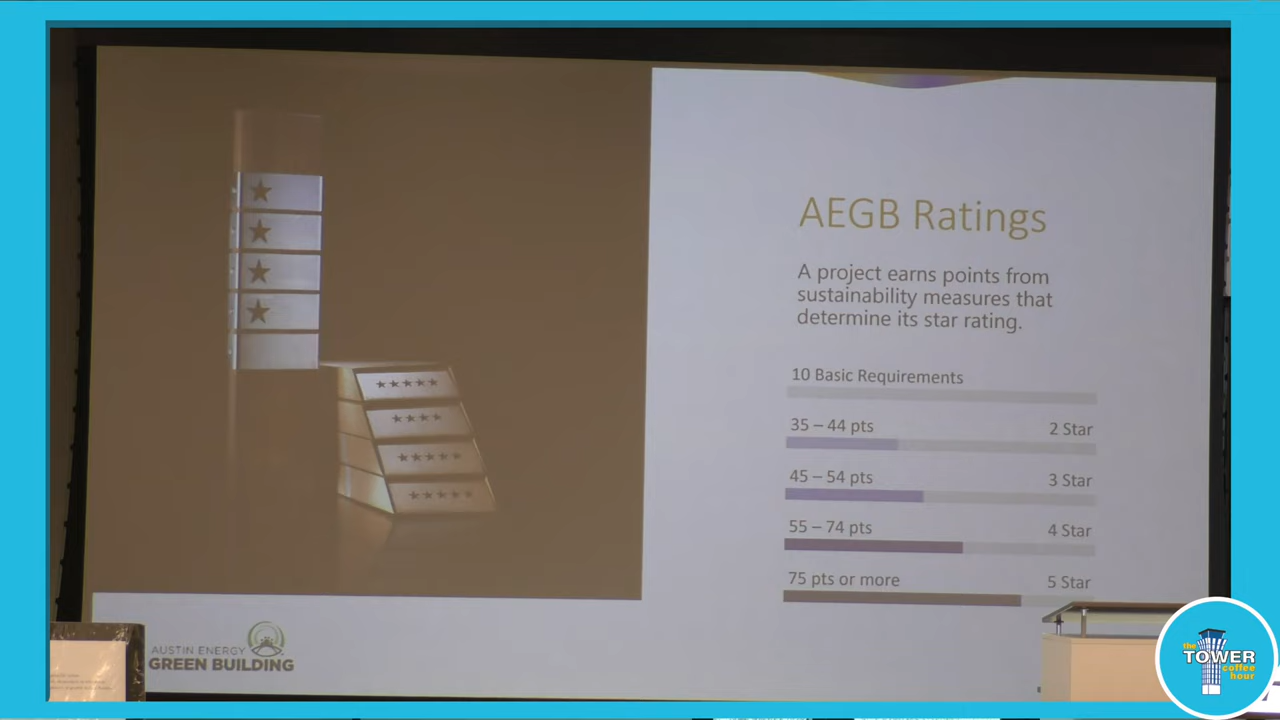 AEGB Ratings
A project earns points from
sustainability measures that
determine its star rating.
10 Basic Requirements
35 – 44 pts 2 Star
45 – 54 pts 3 Star
55 – 74 pts 4 Star
75 pts or more 5 Star
AUSTIN ENERGY
GREEN BUILDING
the
TOWER
coffee
hour